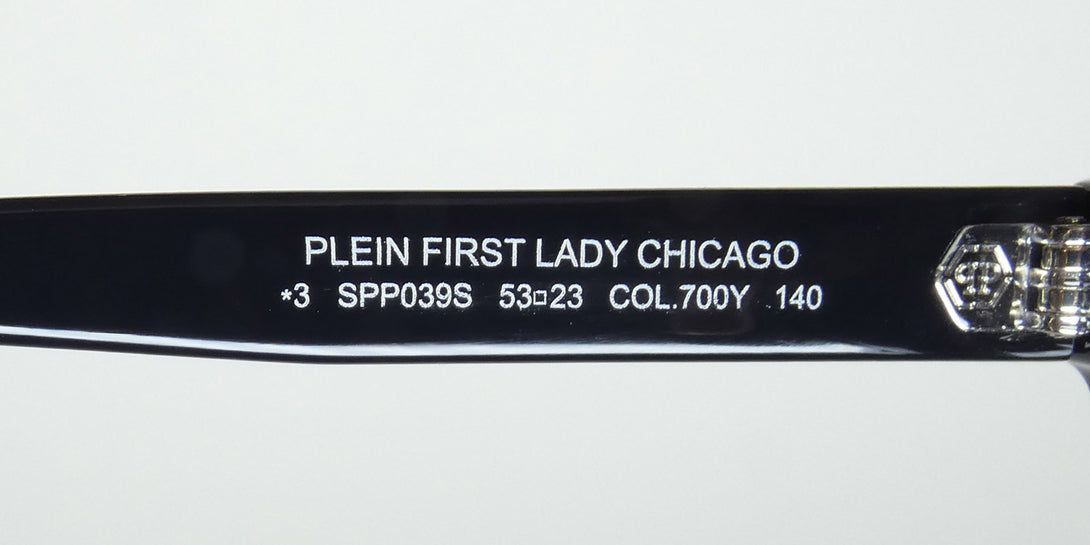 PLEIN FIRST LADY CHICAGO
*3 SPP039S 53□23 COL.700Y 140